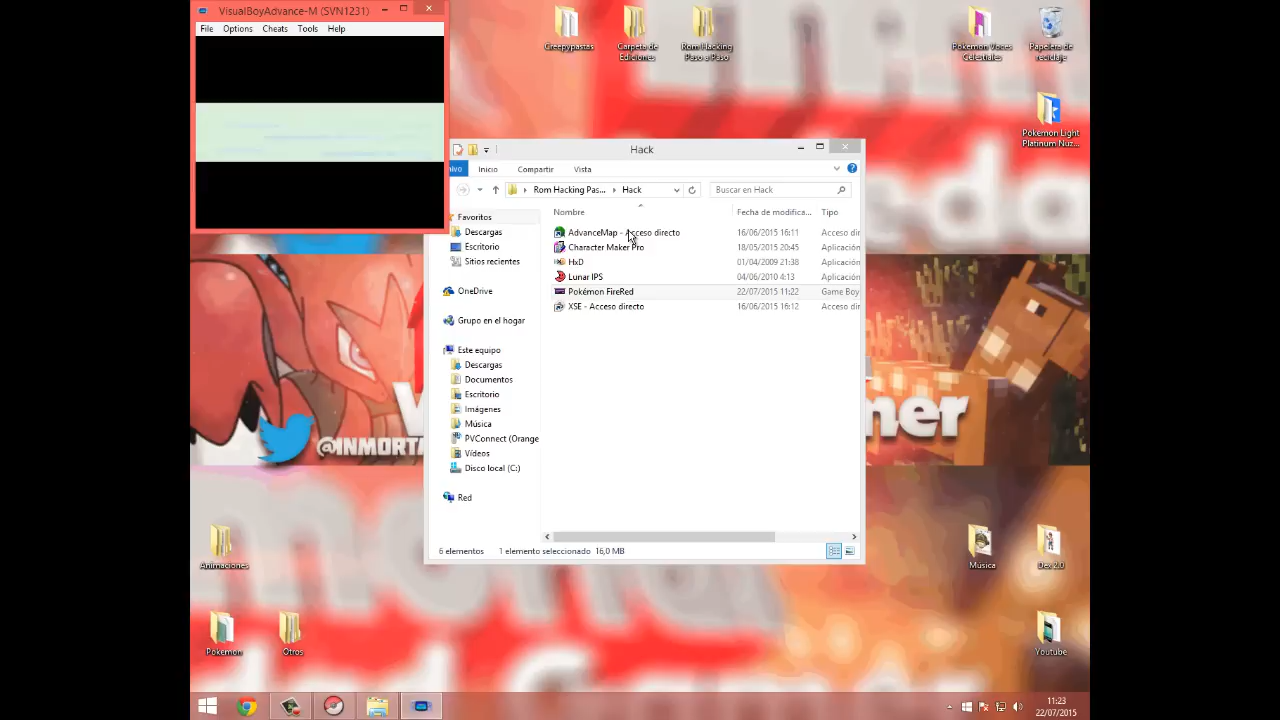 VisualBoyAdvance-M (SVN1231)
File Options Cheats Tools Help
Creepypastas
Carpeta de Ediciones
Rom Hacking Paso a Paso
Pokemon Voces Celestiales
Papelera de reciclaje
Pokemon Light Platinum Nuz...
Hack
Inicio Compartir Vista
Rom Hacking Pas... Hack
Buscar en Hack
Nombre Fecha de modifica... Tipo
AdvanceMap - Acceso directo 16/06/2015 16:11 Acceso dir
Character Maker Pro 18/05/2015 20:45 Aplicación
HxD 01/04/2009 21:38 Aplicación
Lunar IPS 04/06/2010 4:13 Aplicación
Pokémon FireRed 22/07/2015 11:22 Game Boy
XSE - Acceso directo 16/06/2015 16:12 Acceso dir
Favoritos
Descargas
Escritorio
Sitios recientes
OneDrive
Grupo en el hogar
Este equipo
Descargas
Documentos
Escritorio
Imágenes
Música
PVConnect (Orange
Vídeos
Disco local (C:)
Red
6 elementos 1 elemento seleccionado 16,0 MB
@INMORTA
ner
Animaciones
Pokemon
Otros
Música
Dex 2.0
Youtube
11:23
22/07/2015